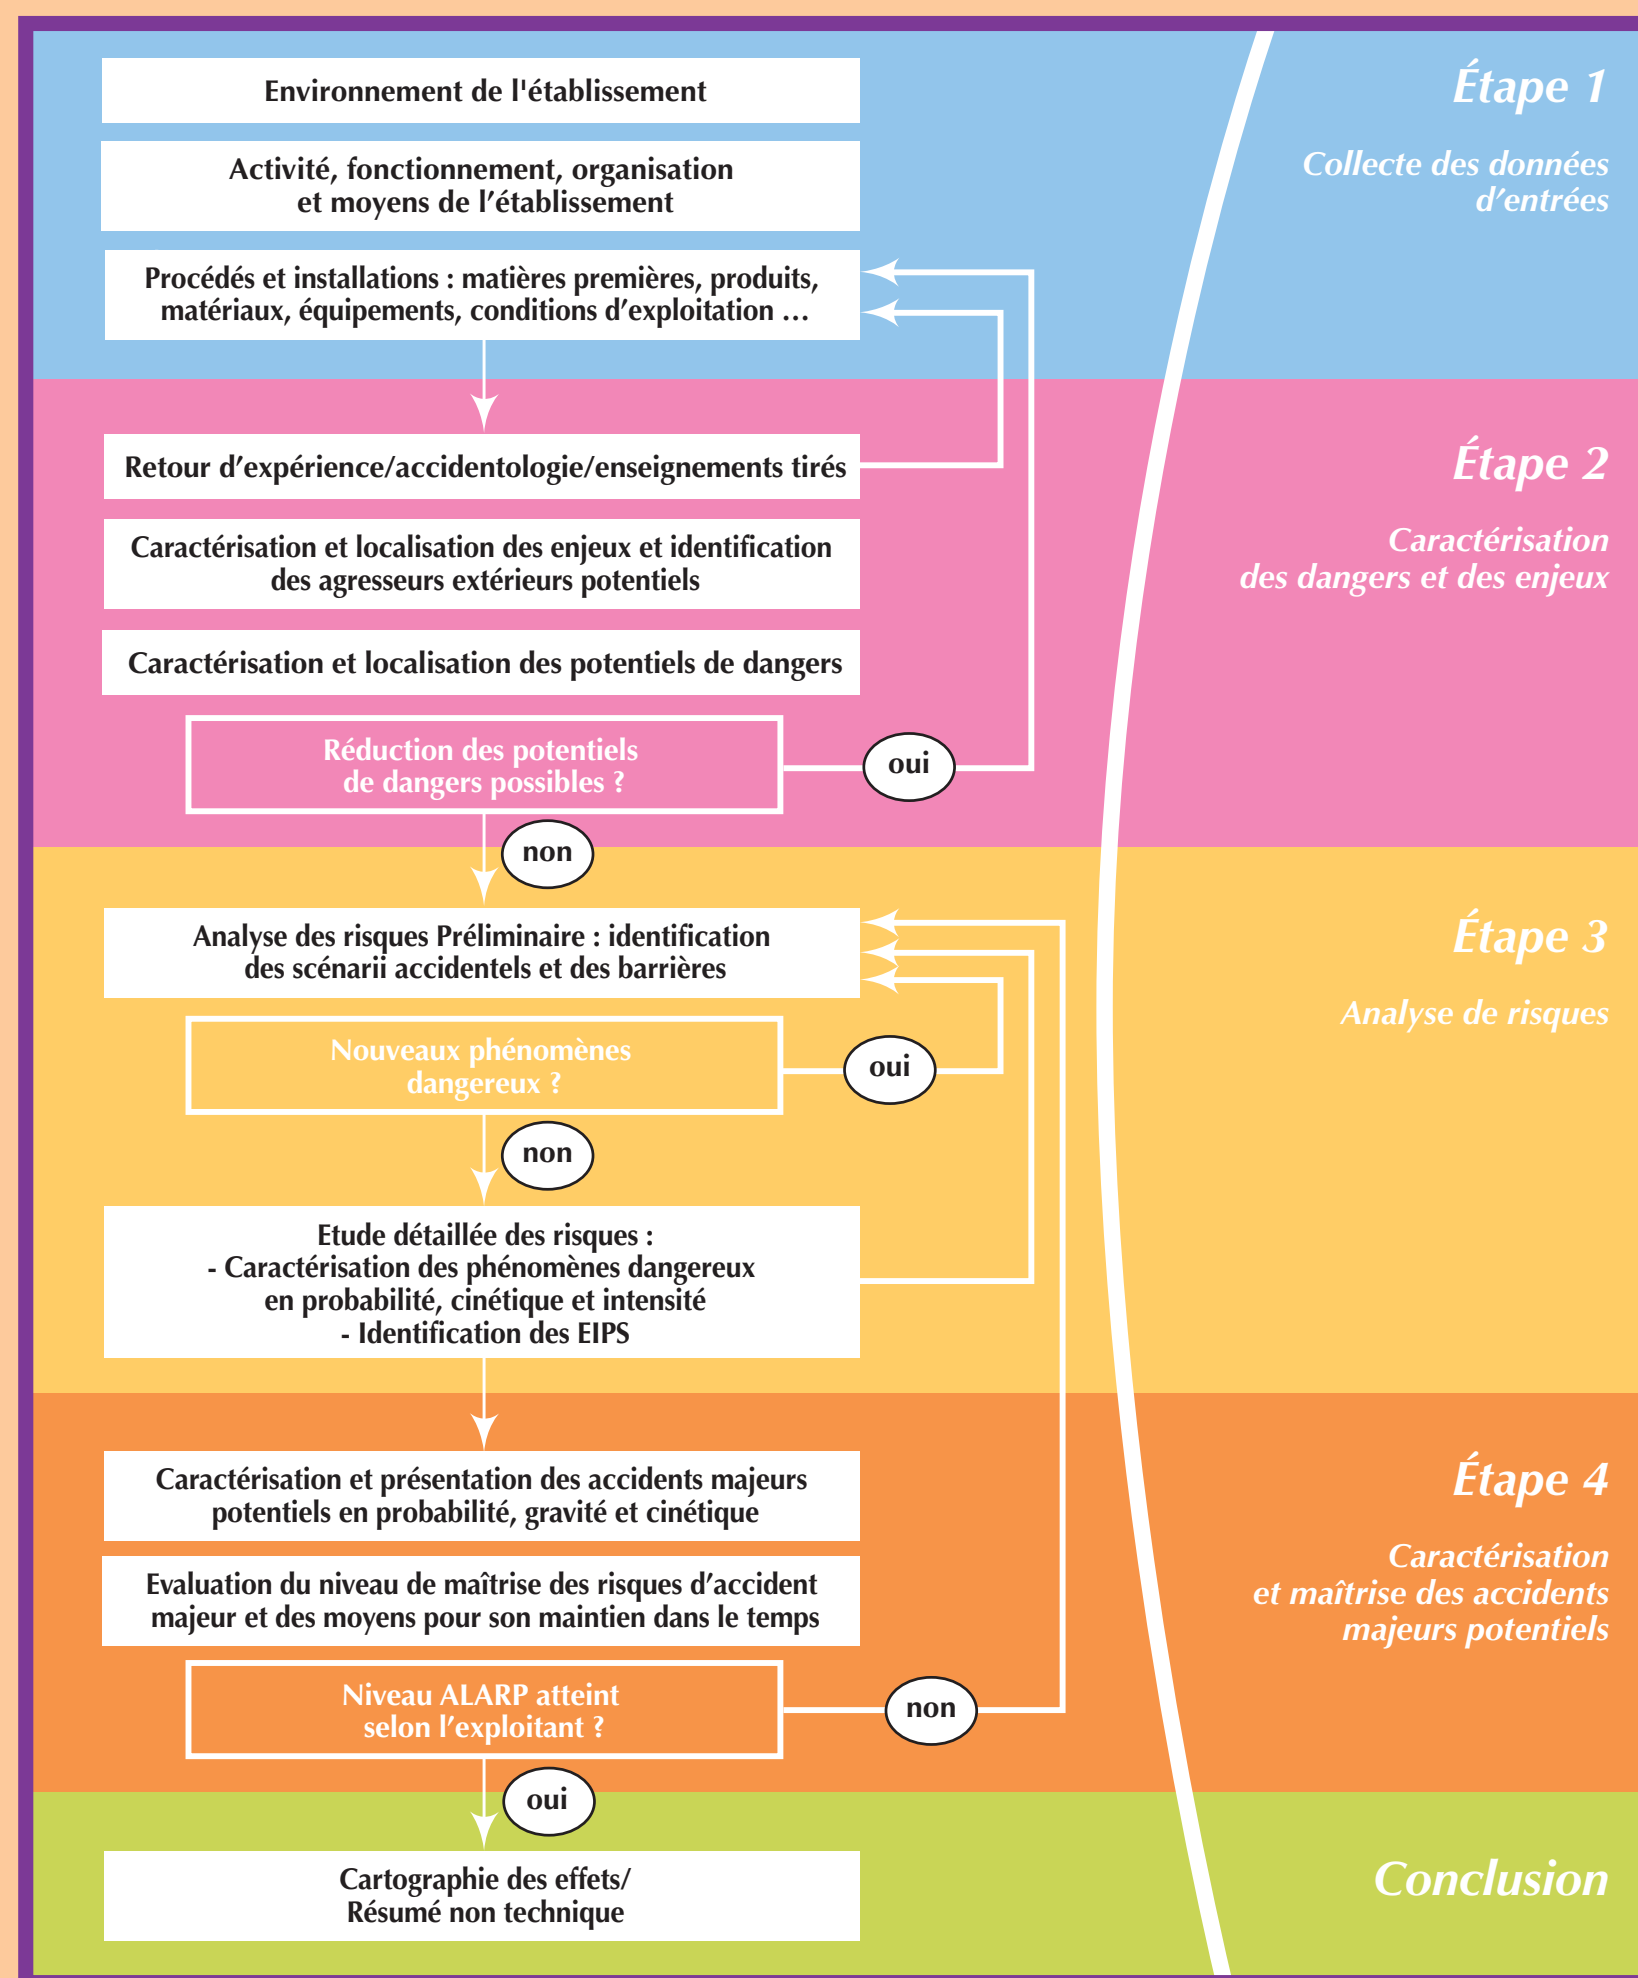 Étape 1
Collecte des données
d’entrées
Environnement de l'établissement
Activité, fonctionnement, organisation
et moyens de l’établissement
Procédés et installations : matières premières, produits,
matériaux, équipements, conditions d’exploitation …
Étape 2
Caractérisation
des dangers et des enjeux
Retour d’expérience/accidentologie/enseignements tirés
Caractérisation et localisation des enjeux et identification
des agresseurs extérieurs potentiels
Caractérisation et localisation des potentiels de dangers
Réduction des potentiels
de dangers possibles ?
oui
non
Étape 3
Analyse de risques
Analyse des risques Préliminaire : identification
des scénarii accidentels et des barrières
Nouveaux phénomènes
dangereux ?
oui
non
Etude détaillée des risques :
- Caractérisation des phénomènes dangereux
en probabilité, cinétique et intensité
- Identification des EIPS
Étape 4
Caractérisation
et maîtrise des accidents
majeurs potentiels
Caractérisation et présentation des accidents majeurs
potentiels en probabilité, gravité et cinétique
Evaluation du niveau de maîtrise des risques d’accident
majeur et des moyens pour son maintien dans le temps
Niveau ALARP atteint
selon l’exploitant ?
non
oui
Conclusion
Cartographie des effets/
Résumé non technique